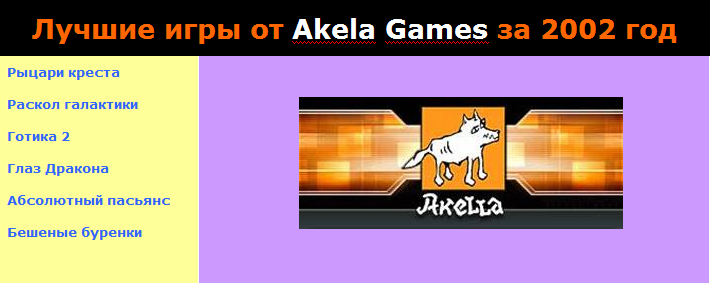 Лучшие игры от Akela Games за 2002 год
Рыцари креста
Раскол галактики
Готика 2
Глаз Дракона
Абсолютный пасьянс
Бешеные буренки
AKELLA